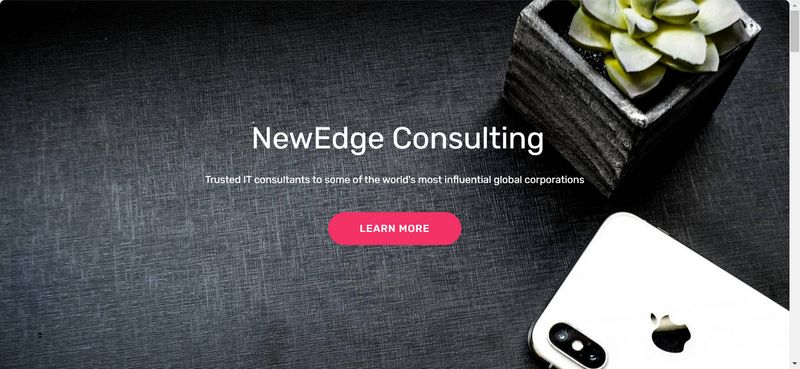 NewEdge Consulting
Trusted IT consultants to some of the world's most influential global corporations
LEARN MORE